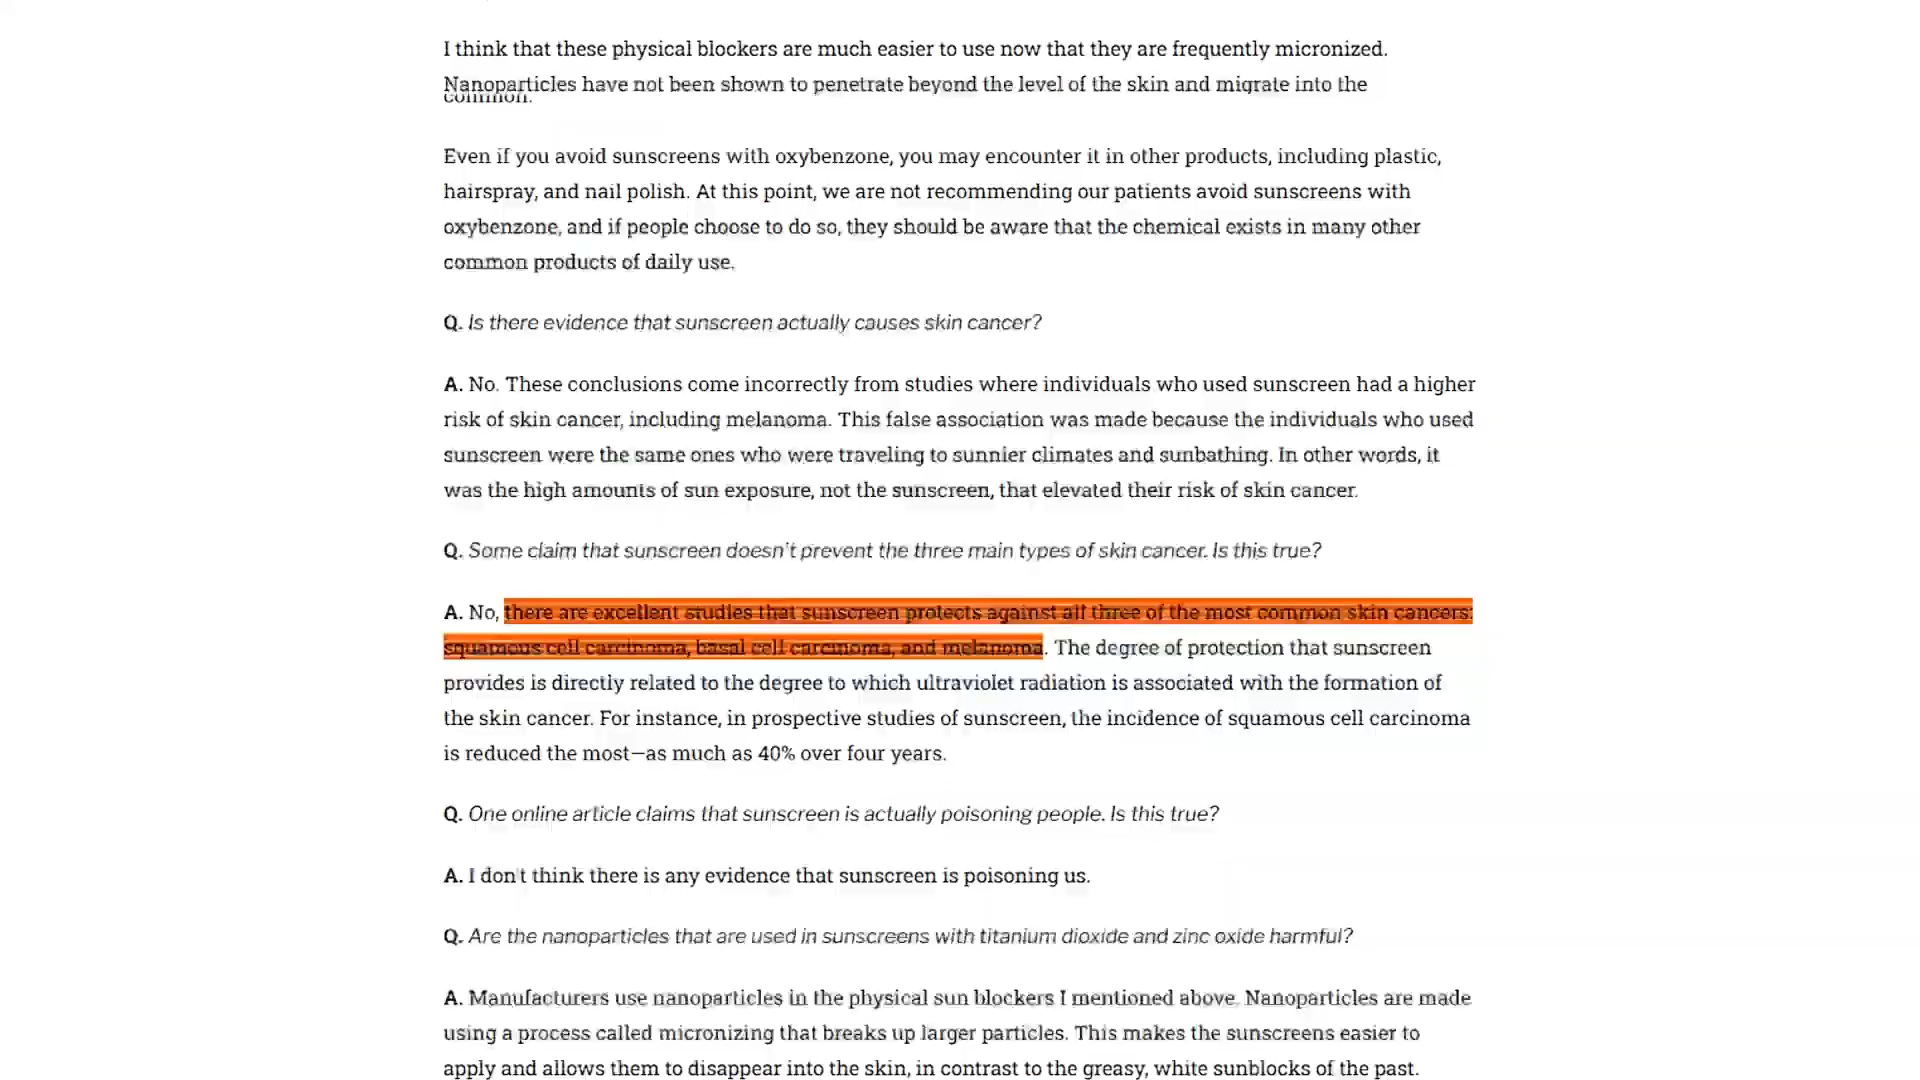 I think that these physical blockers are much easier to use now that they are frequently micronized.
Nanoparticles have not been shown to penetrate beyond the level of the skin and migrate into the
common.
Even if you avoid sunscreens with oxybenzone, you may encounter it in other products, including plastic,
hairspray, and nail polish. At this point, we are not recommending our patients avoid sunscreens with
oxybenzone, and if people choose to do so, they should be aware that the chemical exists in many other
common products of daily use.
Q. Is there evidence that sunscreen actually causes skin cancer?
A. No. These conclusions come incorrectly from studies where individuals who used sunscreen had a higher
risk of skin cancer, including melanoma. This false association was made because the individuals who used
sunscreen were the same ones who were traveling to sunnier climates and sunbathing. In other words, it
was the high amounts of sun exposure, not the sunscreen, that elevated their risk of skin cancer.
Q. Some claim that sunscreen doesn't prevent the three main types of skin cancer. Is this true?
A. No, there are excellent studies that sunscreen protects against all three of the most common skin cancers:
squamous cell carcinoma, basal cell carcinoma, and melanoma. The degree of protection that sunscreen
provides is directly related to the degree to which ultraviolet radiation is associated with the formation of
the skin cancer. For instance, in prospective studies of sunscreen, the incidence of squamous cell carcinoma
is reduced the most—as much as 40% over four years.
Q. One online article claims that sunscreen is actually poisoning people. Is this true?
A. I don't think there is any evidence that sunscreen is poisoning us.
Q. Are the nanoparticles that are used in sunscreens with titanium dioxide and zinc oxide harmful?
A. Manufacturers use nanoparticles in the physical sun blockers I mentioned above. Nanoparticles are made
using a process called micronizing that breaks up larger particles. This makes the sunscreens easier to
apply and allows them to disappear into the skin, in contrast to the greasy, white sunblocks of the past.